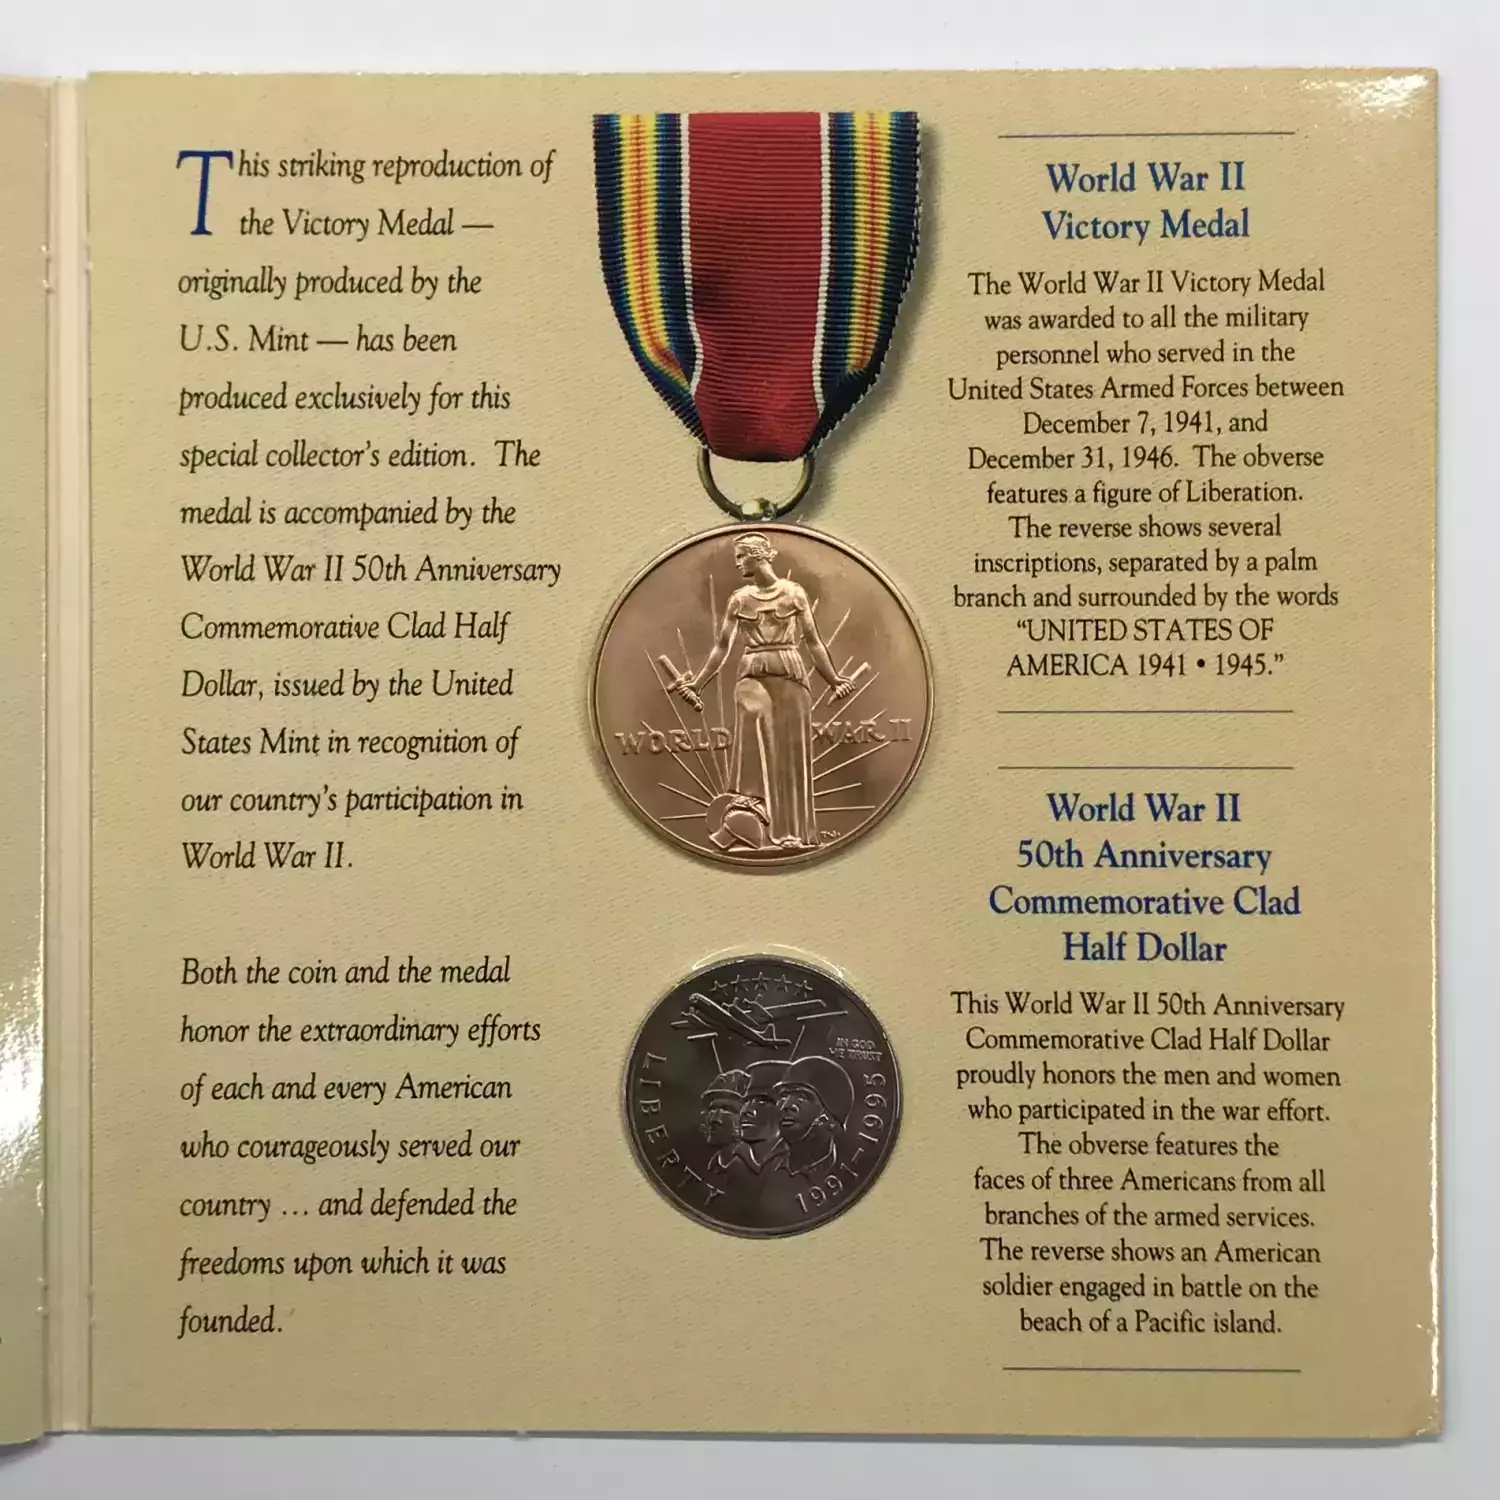 This striking reproduction of
the Victory Medal —
originally produced by the
U.S. Mint — has been
produced exclusively for this
special collector's edition. The
medal is accompanied by the
World War II 50th Anniversary
Commemorative Clad Half
Dollar, issued by the United
States Mint in recognition of
our country's participation in
World War II.
Both the coin and the medal
honor the extraordinary efforts
of each and every American
who courageously served our
country ... and defended the
freedoms upon which it was
founded.
WORLD WAR II
LIBERTY
IN GOD
WE TRUST
1991-1995
World War II
Victory Medal
The World War II Victory Medal
was awarded to all the military
personnel who served in the
United States Armed Forces between
December 7, 1941, and
December 31, 1946. The obverse
features a figure of Liberation.
The reverse shows several
inscriptions, separated by a palm
branch and surrounded by the words
“UNITED STATES OF
AMERICA 1941 • 1945.”
World War II
50th Anniversary
Commemorative Clad
Half Dollar
This World War II 50th Anniversary
Commemorative Clad Half Dollar
proudly honors the men and women
who participated in the war effort.
The obverse features the
faces of three Americans from all
branches of the armed services.
The reverse shows an American
soldier engaged in battle on the
beach of a Pacific island.